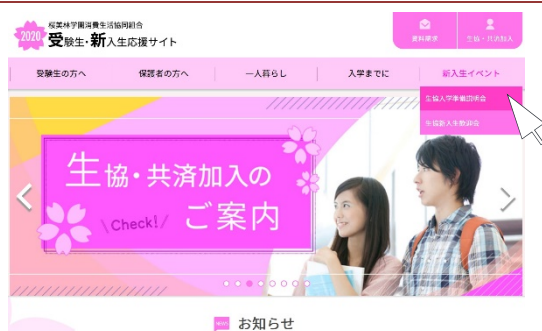 2020
桜美林学園消費生活協同組合
受験生・新入生応援サイト
資料請求
生協・共済加入
受験生の方へ
保護者の方へ
一人暮らし
入学までに
新入生イベント
生協入学準備説明会
生協新入生歓迎会
生協・共済加入の
\Check!/
ご案内
NEWS
お知らせ